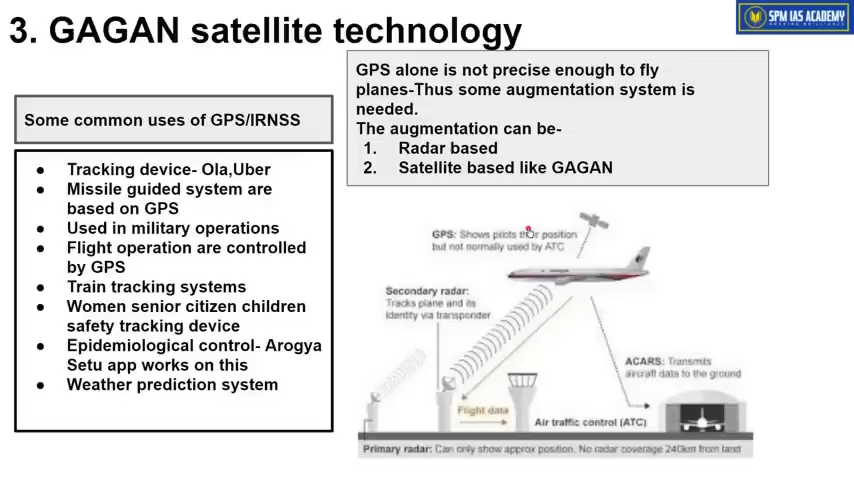 3. GAGAN satellite technology
SPM IAS ACADEMY
GPS alone is not precise enough to fly
planes-Thus some augmentation system is
needed.
The augmentation can be-
1. Radar based
2. Satellite based like GAGAN
Some common uses of GPS/IRNSS
● Tracking device- Ola,Uber
● Missile guided system are
based on GPS
● Used in military operations
● Flight operation are controlled
by GPS
● Train tracking systems
● Women senior citizen children
safety tracking device
● Epidemiological control- Arogya
Setu app works on this
● Weather prediction system
GPS: Shows pilots their position
but not normally used by ATC
Secondary radar:
Tracks plane and its
identity via transponder
ACARS: Transmits
aircraft data to the ground
Flight data
Air traffic control (ATC)
Primary radar: Can only show approx position. No radar coverage 240km from land